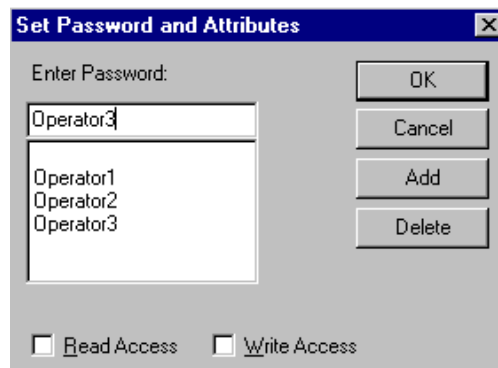 Set Password and Attributes
Enter Password:
OK
Operator3
Cancel
Operator1
Operator2
Operator3
Add
Delete
Read Access
Write Access